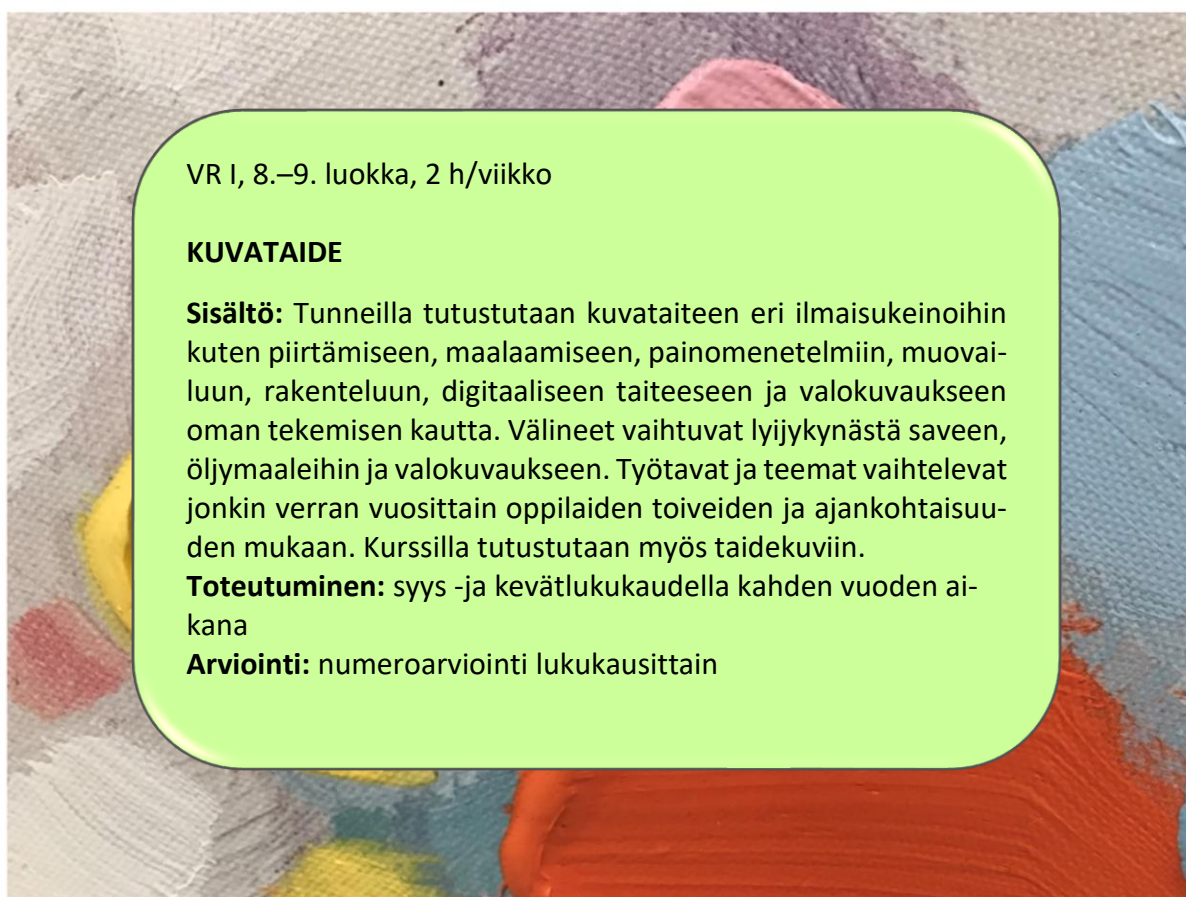 VR I, 8.–9. luokka, 2 h/viikko
KUVATAIDE
Sisältö: Tunneilla tutustutaan kuvataiteen eri ilmaisukeinoihin
kuten piirtämiseen, maalaamiseen, painomenetelmiin, muovai-
luun, rakenteluun, digitaaliseen taiteeseen ja valokuvaukseen
oman tekemisen kautta. Välineet vaihtuvat lyijykynästä saveen,
öljymaaleihin ja valokuvaukseen. Työtavat ja teemat vaihtelevat
jonkin verran vuosittain oppilaiden toiveiden ja ajankohtaisuu-
den mukaan. Kurssilla tutustutaan myös taidekuviin.
Toteutuminen: syys -ja kevätlukukaudella kahden vuoden ai-
kana
Arviointi: numeroarviointi lukukausittain